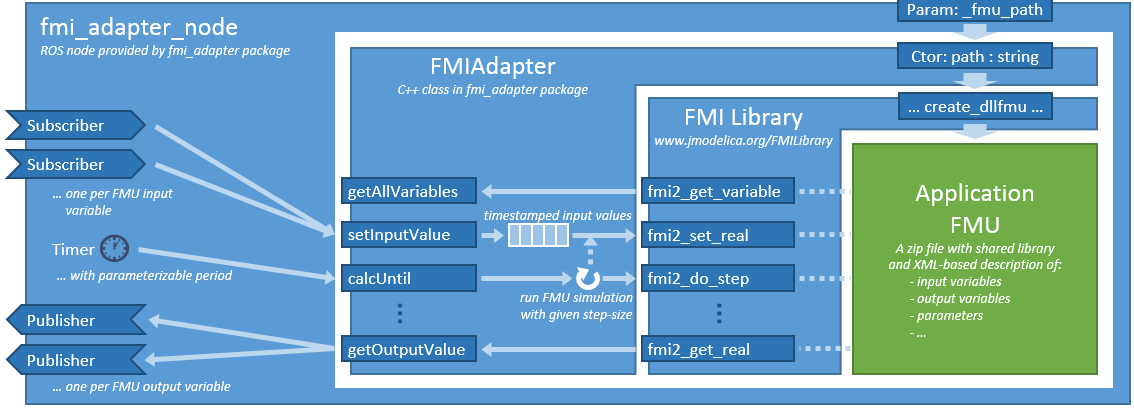 fmi_adapter_node
ROS node provided by fmi_adapter package
Param: _fmu_path
Ctor: path : string
... create_dllfmu ...
FMIAdapter
C++ class in fmi_adapter package
FMI Library
www.jmodelica.org/FMILibrary
Subscriber
Subscriber
... one per FMU input
variable
Timer
... with parameterizable period
Publisher
Publisher
... one per FMU output variable
getAllVariables
setInputValue
calcUntil
getOutputValue
timestamped input values
run FMU simulation
with given step-size
fmi2_get_variable
fmi2_set_real
fmi2_do_step
fmi2_get_real
Application
FMU
A zip file with shared library
and XML-based description of:
- input variables
- output variables
- parameters
- ...